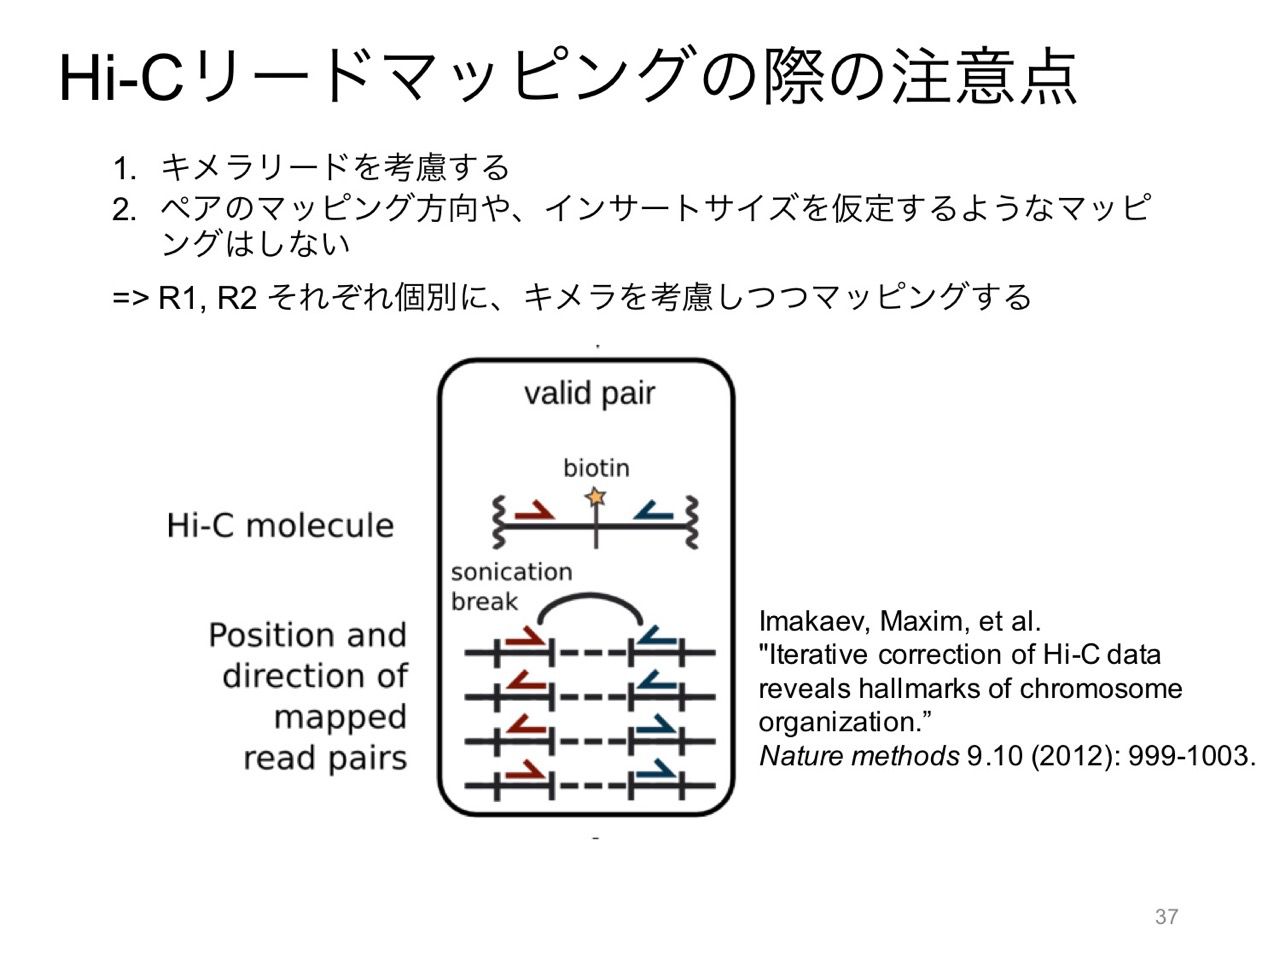 Hi-Cリードマッピングの際の注意点
1. キメラリードを考慮する
2. ペアのマッピング方向や、インサートサイズを仮定するようなマッピ
ングはしない
=> R1, R2 それぞれ個別に、キメラを考慮しつつマッピングする
valid pair
biotin
Hi-C molecule
sonication
break
Position and
direction of
mapped
read pairs
Imakaev, Maxim, et al.
"Iterative correction of Hi-C data
reveals hallmarks of chromosome
organization.”
Nature methods 9.10 (2012): 999-1003.
37